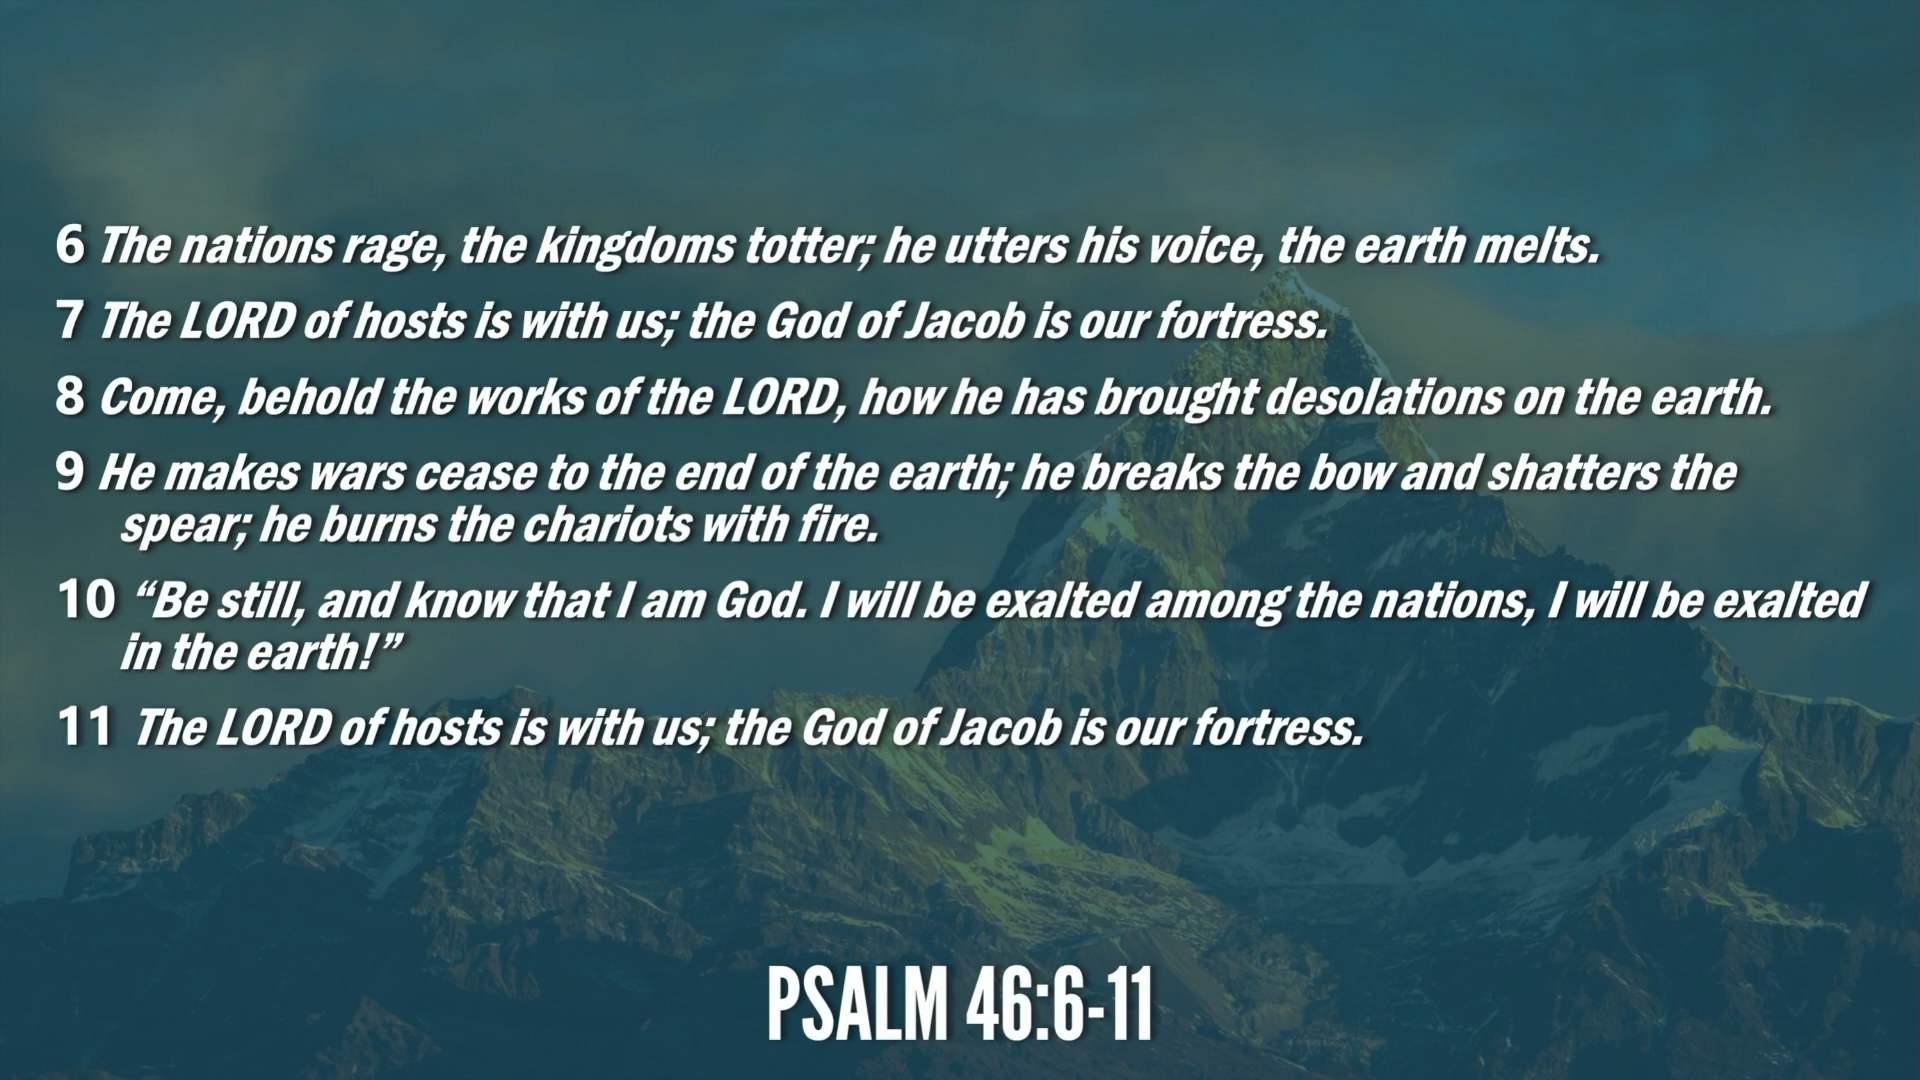 6 The nations rage, the kingdoms totter; he utters his voice, the earth melts.
7 The LORD of hosts is with us; the God of Jacob is our fortress.
8 Come, behold the works of the LORD, how he has brought desolations on the earth.
9 He makes wars cease to the end of the earth; he breaks the bow and shatters the
spear; he burns the chariots with fire.
10 “Be still, and know that I am God. I will be exalted among the nations, I will be exalted
in the earth!”
11 The LORD of hosts is with us; the God of Jacob is our fortress.
PSALM 46:6-11